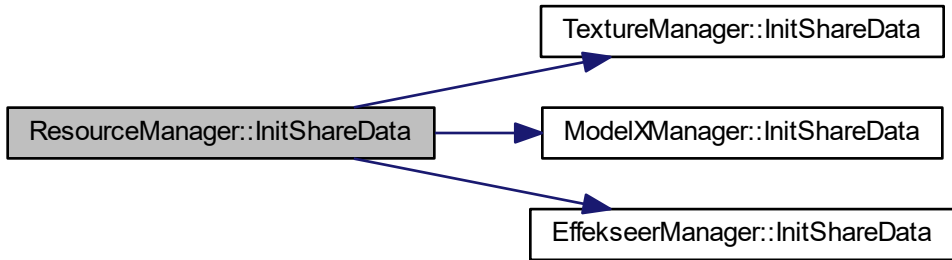 TextureManager::InitShareData
ResourceManager::InitShareData
ModelXManager::InitShareData
EffekseerManager::InitShareData